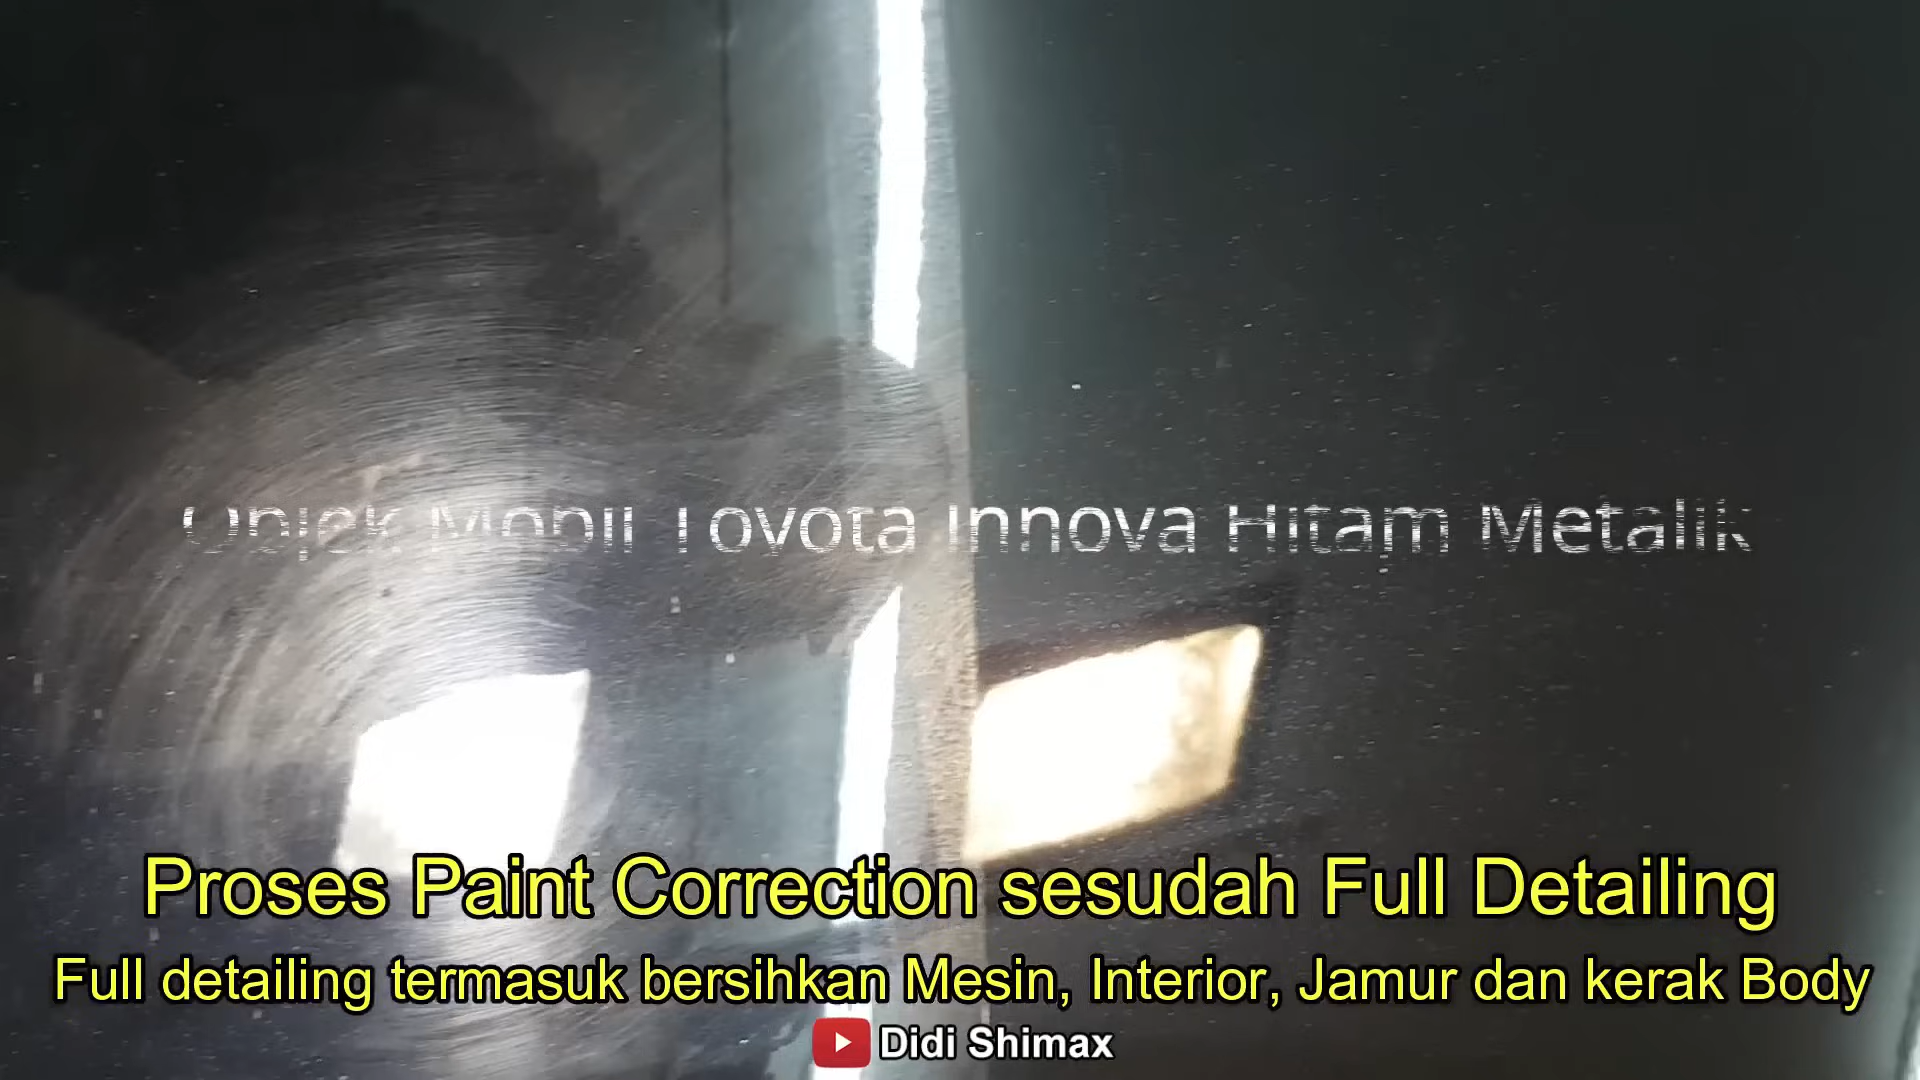 Objek Mobil Toyota Innova Hitam Metalik
Proses Paint Correction sesudah Full Detailing
Full detailing termasuk bersihkan Mesin, Interior, Jamur dan kerak Body
Didi Shimax